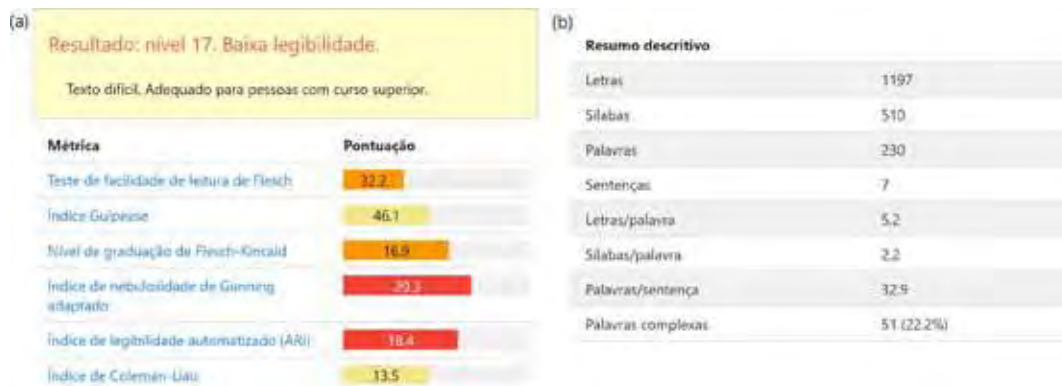 (a)
Resultado: nível 17. Baixa legibilidade.
Texto difícil. Adequado para pessoas com curso superior.
Métrica Pontuação
Teste de facilidade de leitura de Flesch 32.2
Índice Gulpease 46.1
Nível de graduação de Flesch-Kincaid 16.9
Índice de nebulosidade de Gunning
adaptado 20.3
Índice de legibilidade automatizado (ARI) 18.4
Índice de Coleman-Liau 13.5
(b)
Resumo descritivo
Letras 1197
Sílabas 510
Palavras 230
Sentenças 7
Letras/palavra 5.2
Sílabas/palavra 2.2
Palavras/sentença 32.9
Palavras complexas 51 (22.2%)